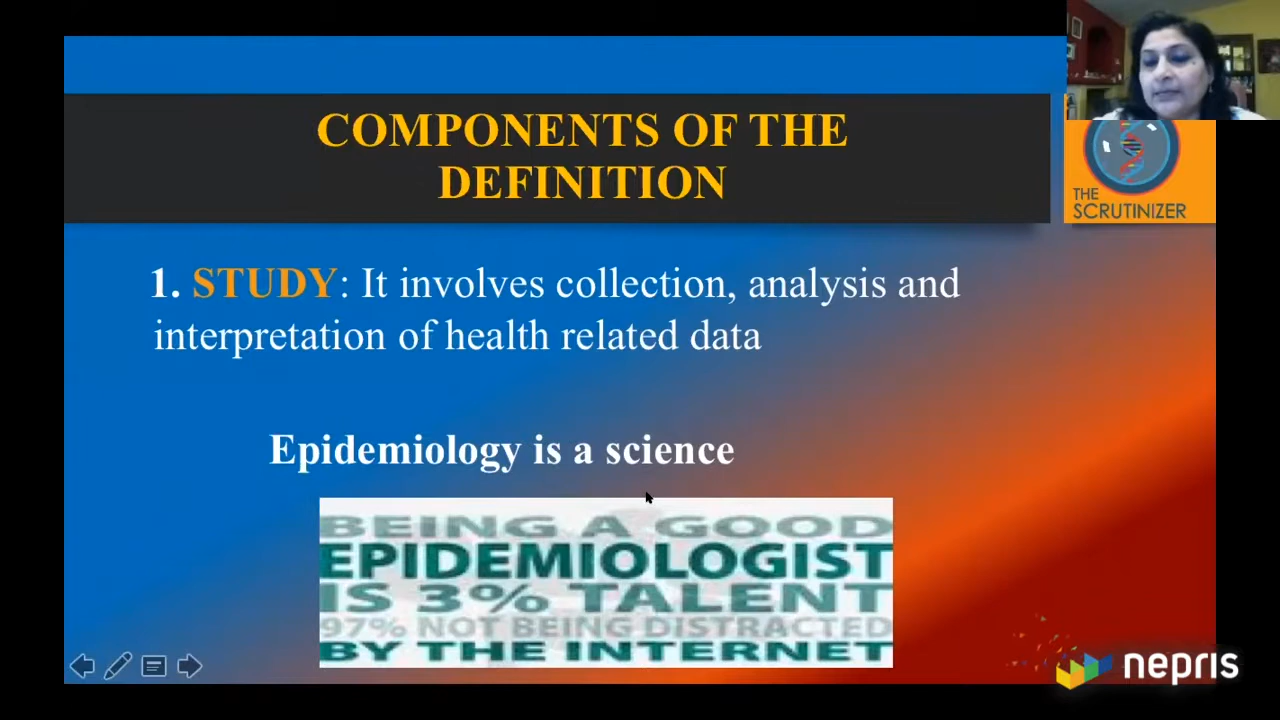 COMPONENTS OF THE
DEFINITION
THE
SCRUTINIZER
1. STUDY: It involves collection, analysis and
interpretation of health related data
Epidemiology is a science
BEING A GOOD
EPIDEMIOLOGIST
IS 3% TALENT
97% NOT BEING DISTRACTED
BY THE INTERNET
nepris